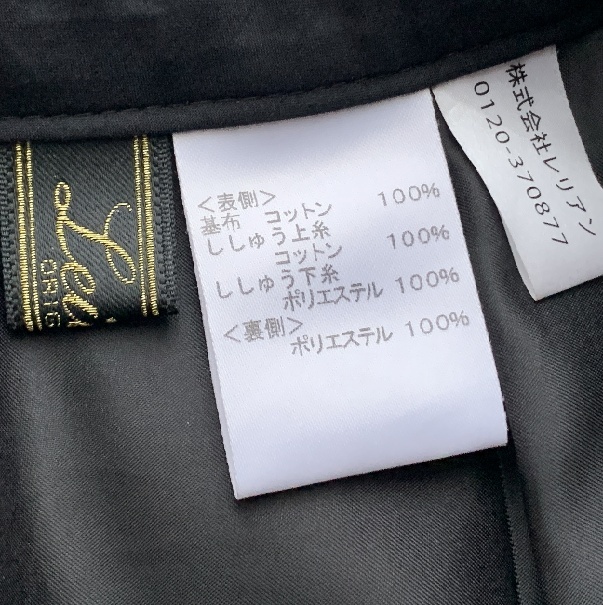 <表側>
基布 コットン 100%
ししゅう上糸
コットン 100%
ししゅう下糸
ポリエステル 100%
<裏側>
ポリエステル 100%
株式会社レリアン
0120-370877